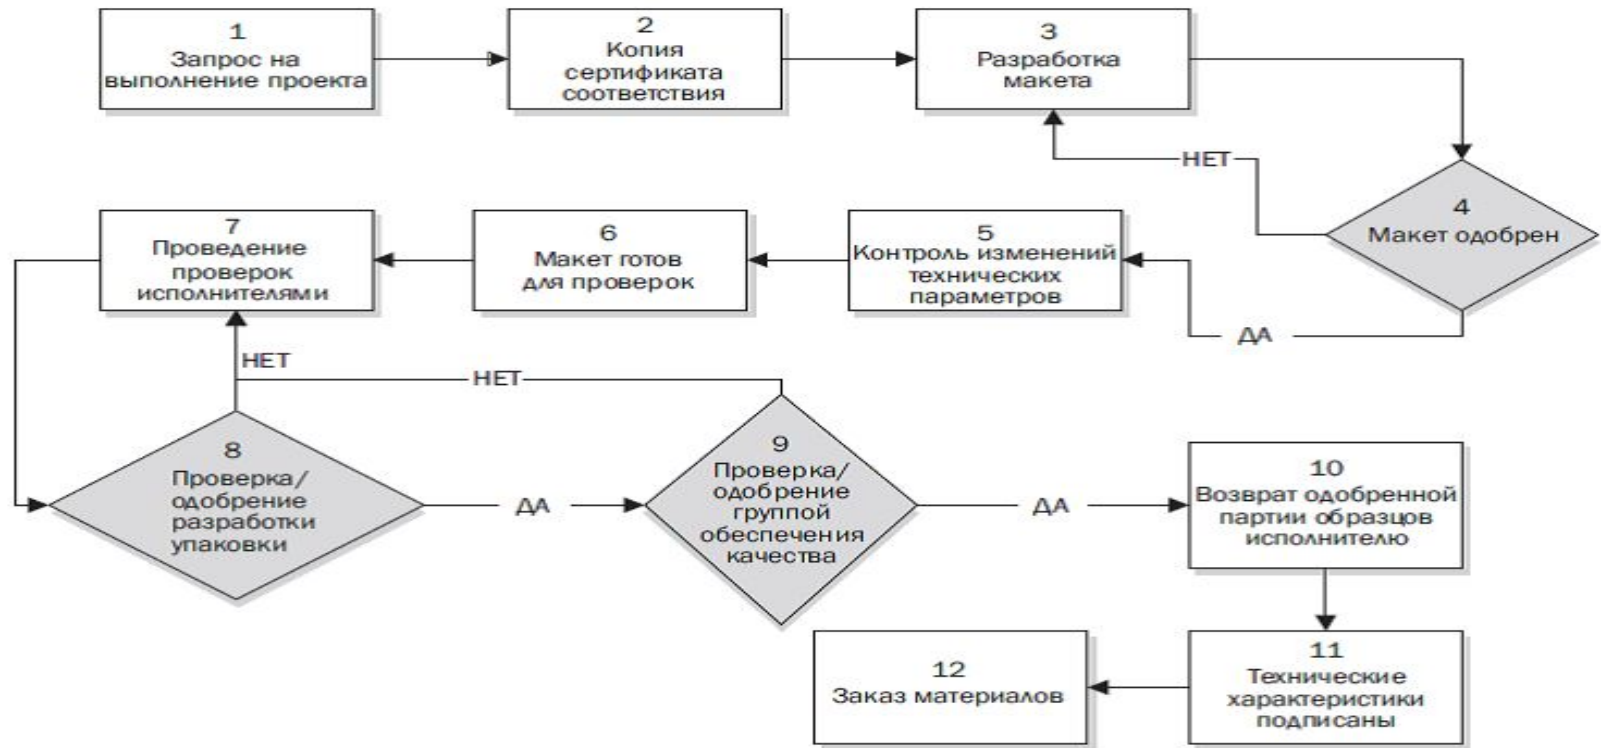 1
Запрос на
выполнение проекта
2
Копия
сертификата
соответствия
3
Разработка
макета
НЕТ
4
Макет одобрен
7
Проведение
проверок
исполнителями
6
Макет готов
для проверок
5
Контроль изменений
технических
параметров
ДА
НЕТ
НЕТ
8
Проверка/
одобрение
разработки
упаковки
ДА
9
Проверка/
одобрение
группой
обеспечения
качества
ДА
10
Возврат одобренной
партии образцов
исполнителю
12
Заказ материалов
11
Технические
характеристики
подписаны